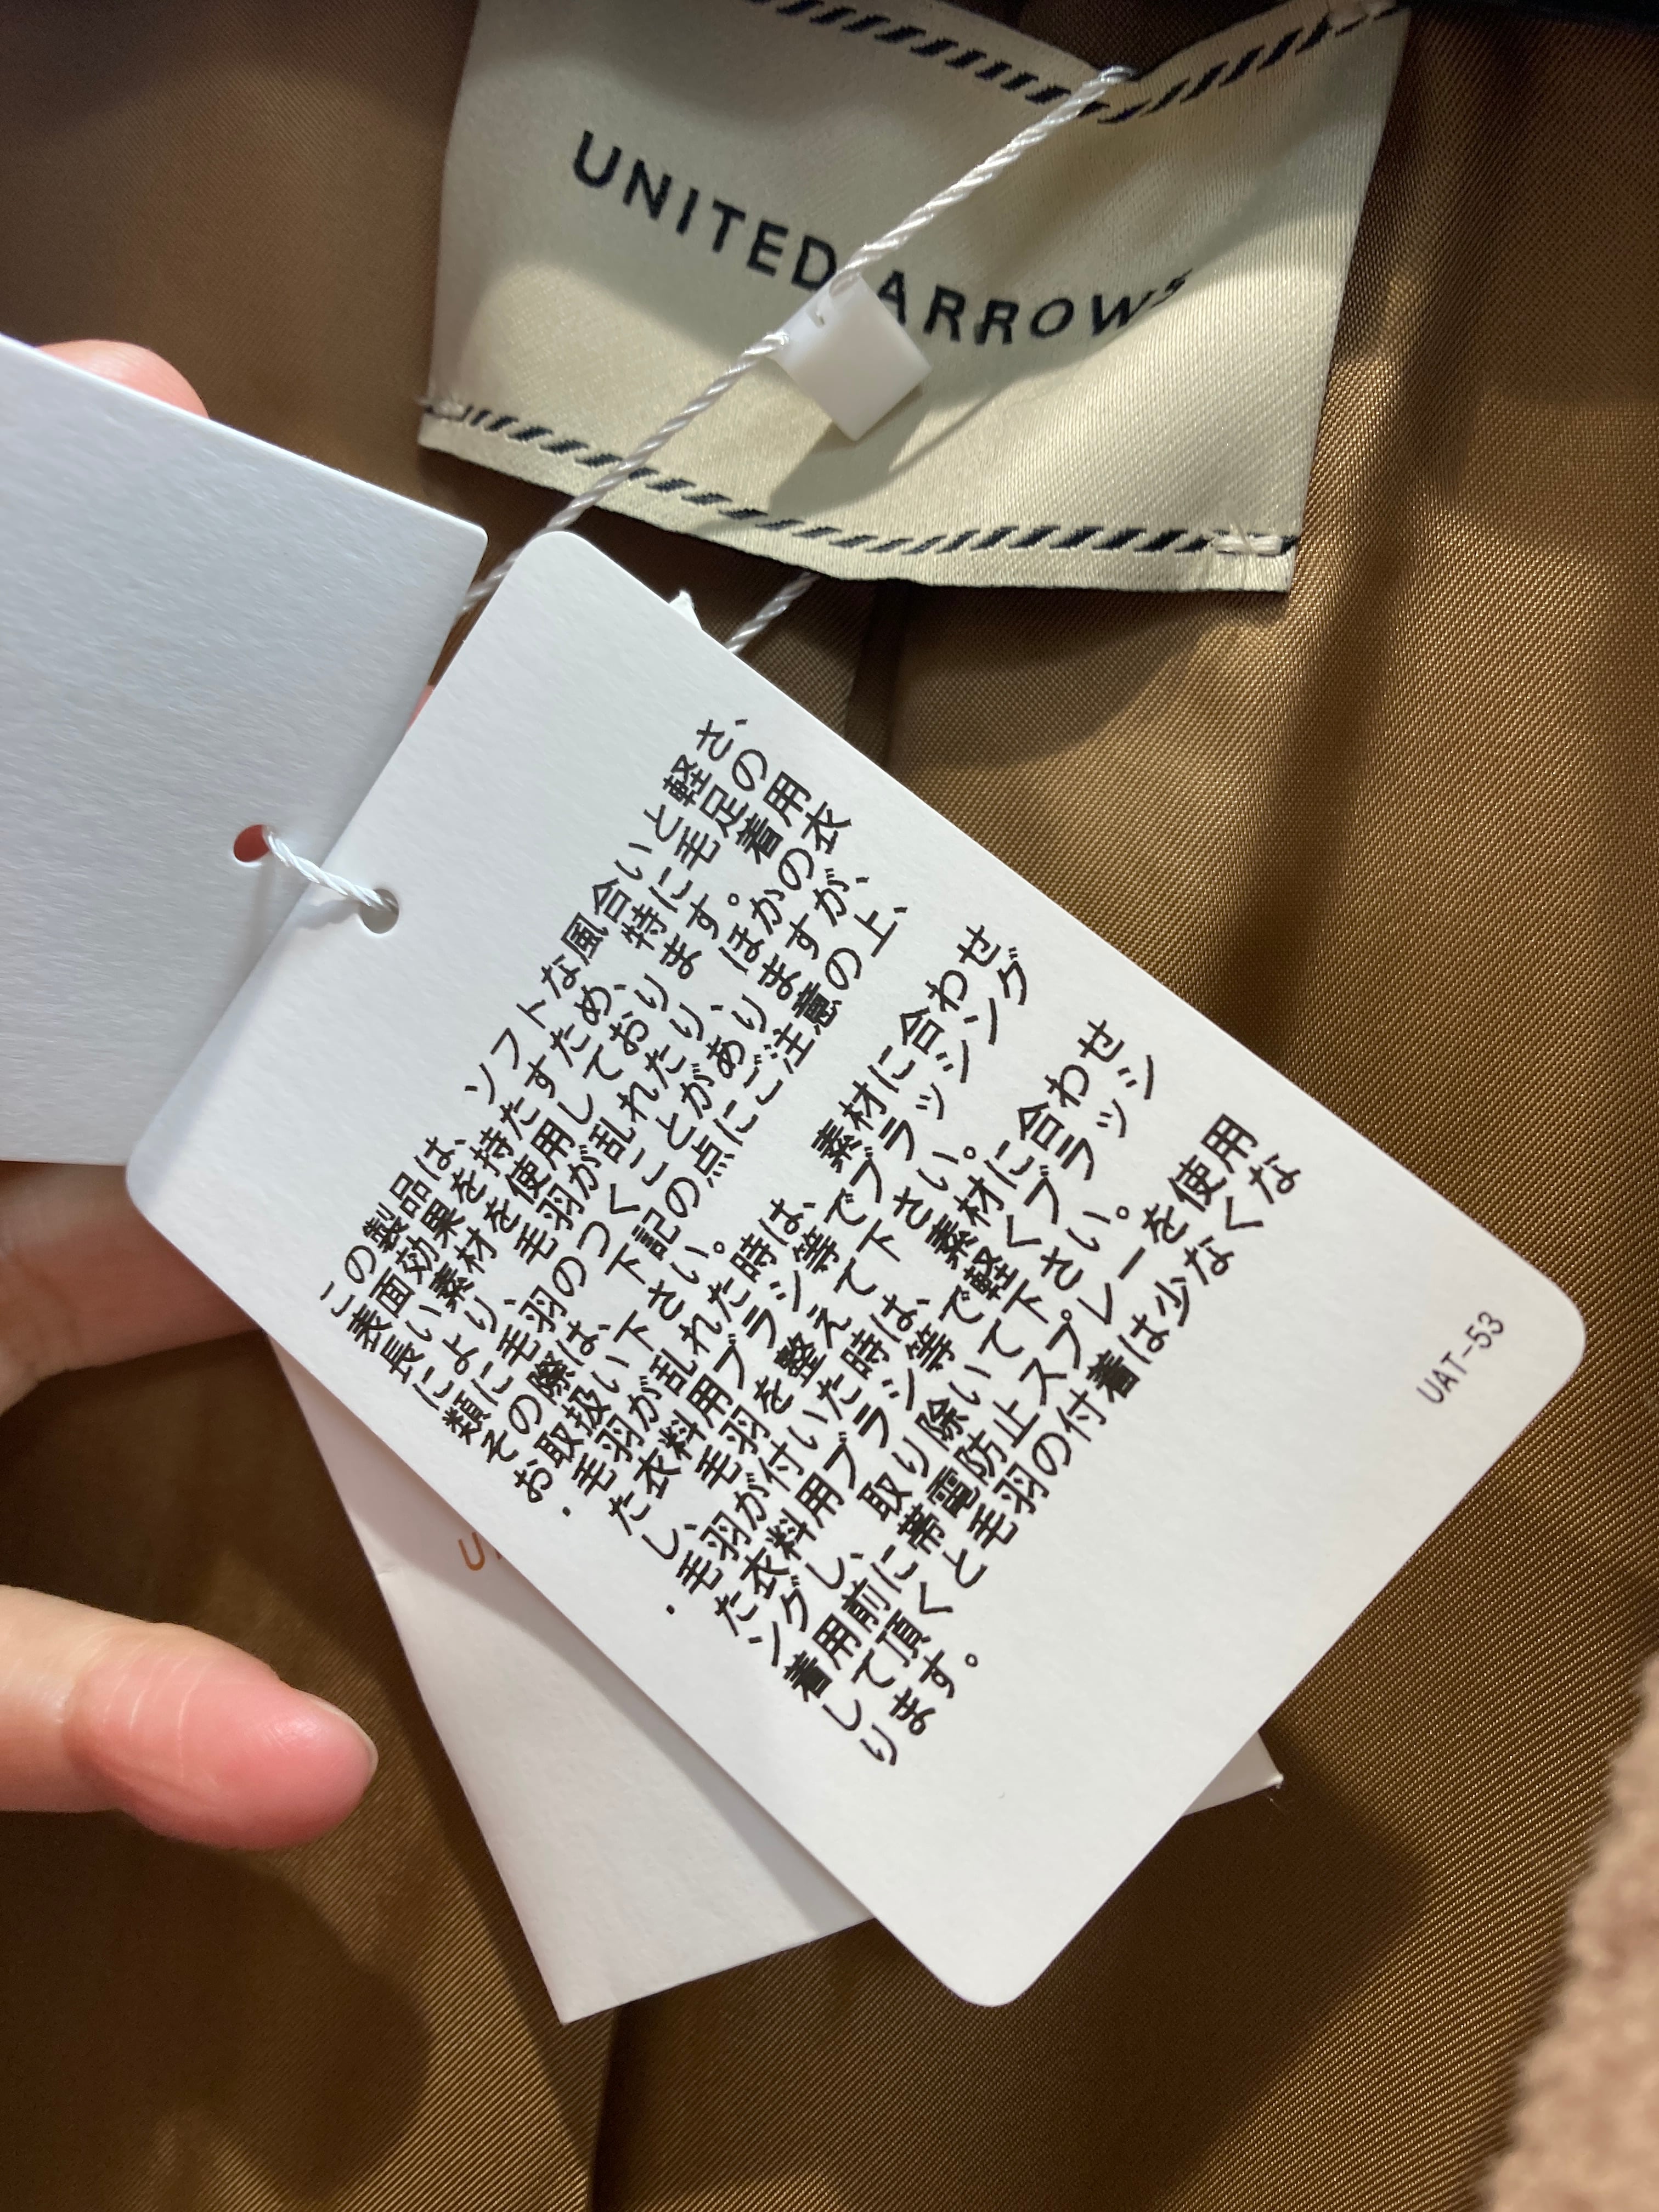 UNITED ARROWS
この製品は、ソフトな風合いと軽さ、
表面効果を持たすため、特に毛足の
長い素材を使用しております。着用
により、毛羽が乱れたり、ほかの衣
類に毛羽のつくことがありますが、
その際は、下記の点にご注意の上、
お取扱い下さい。
・毛羽が乱れた時は、素材に合わせ
た衣料用ブラシ等でブラッシング
し、毛羽を整えて下さい。
・毛羽が付いた時は、素材に合わせ
た衣料用ブラシ等で軽くブラッシ
ングし、取り除いて下さい。
着用前に帯電防止スプレーを使用
して頂くと毛羽の付着は少なくな
ります。
UAT-53